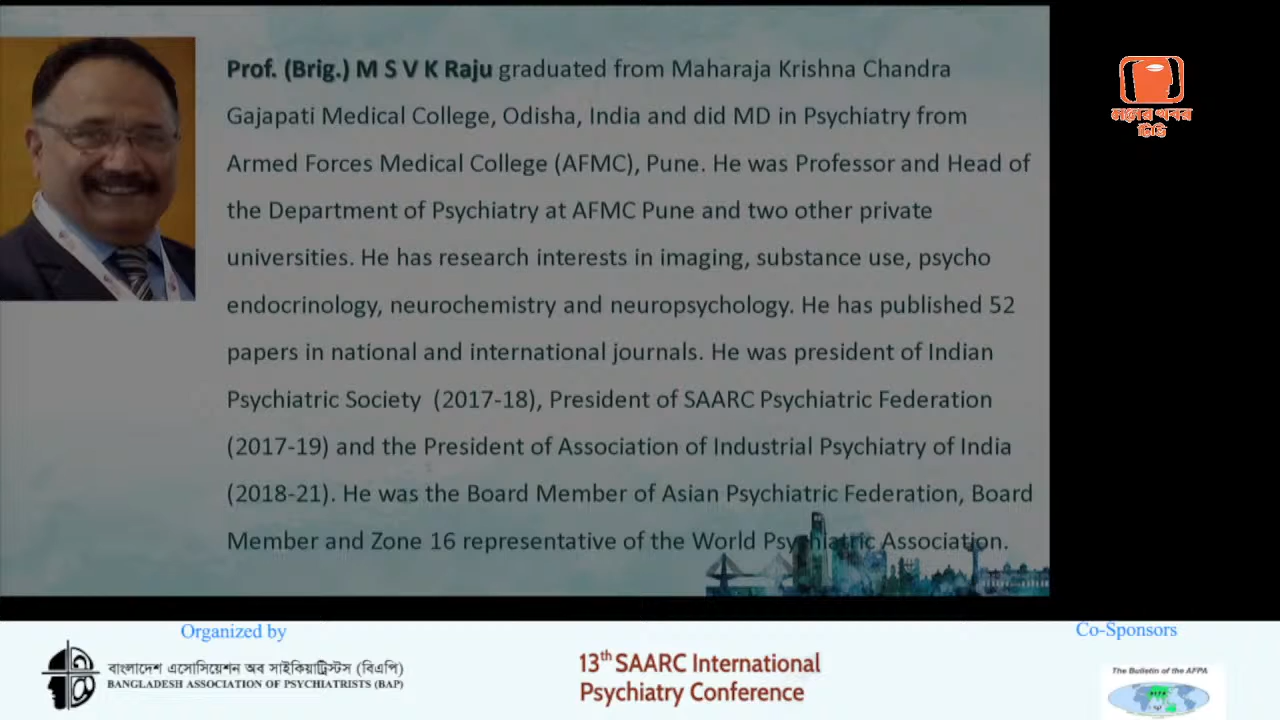 Prof. (Brig.) M S V K Raju graduated from Maharaja Krishna Chandra
Gajapati Medical College, Odisha, India and did MD in Psychiatry from
Armed Forces Medical College (AFMC), Pune. He was Professor and Head of
the Department of Psychiatry at AFMC Pune and two other private
universities. He has research interests in imaging, substance use, psycho
endocrinology, neurochemistry and neuropsychology. He has published 52
papers in national and international journals. He was president of Indian
Psychiatric Society (2017-18), President of SAARC Psychiatric Federation
(2017-19) and the President of Association of Industrial Psychiatry of India
(2018-21). He was the Board Member of Asian Psychiatric Federation, Board
Member and Zone 16 representative of the World Psychiatric Association.
মনের খবর
টিভি
Organized by
বাংলাদেশ এসোসিয়েশন অব সাইকিয়াট্রিস্টস (বিএপি)
BANGLADESH ASSOCIATION OF PSYCHIATRISTS (BAP)
13th SAARC International
Psychiatry Conference
Co-Sponsors
The Bulletin of the AFPA